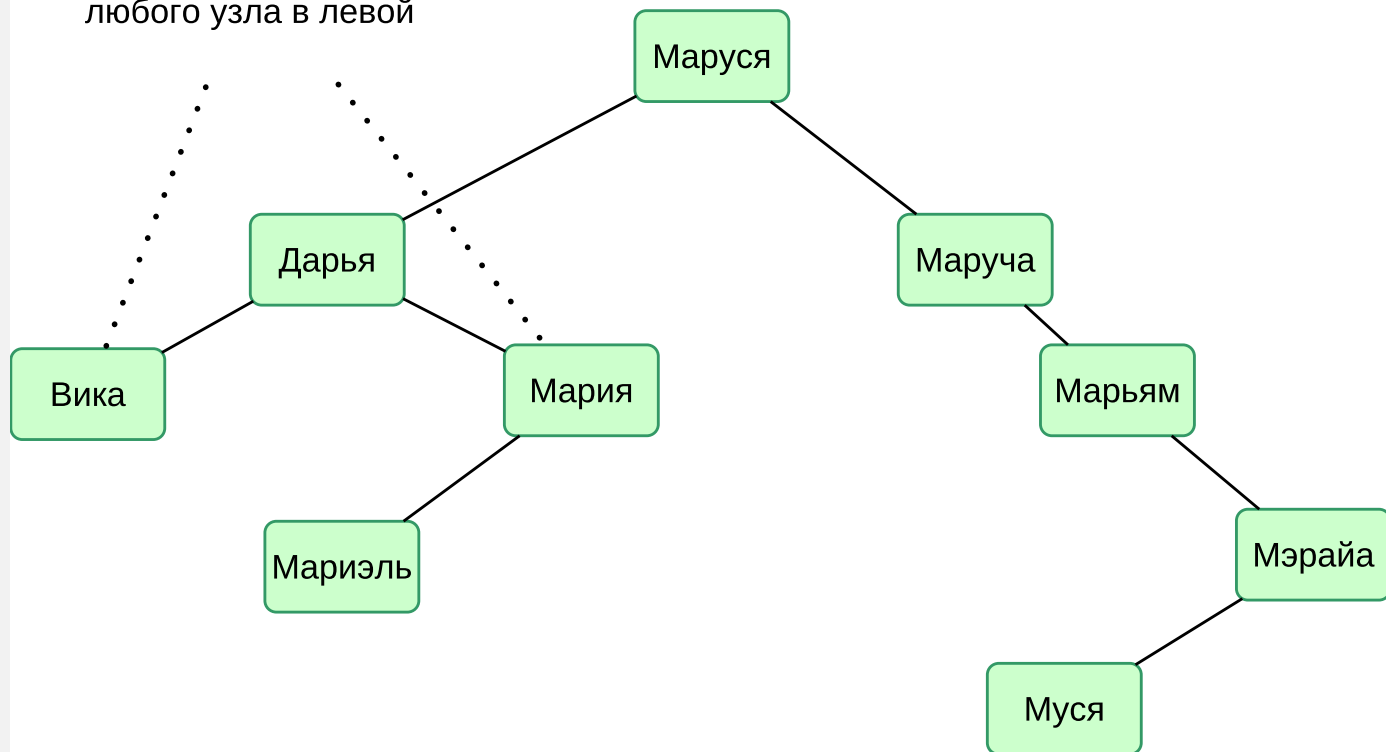 любого узла в левой
Маруся
Дарья
Маруча
Вика
Мария
Марьям
Мариэль
Мэрайа
Муся